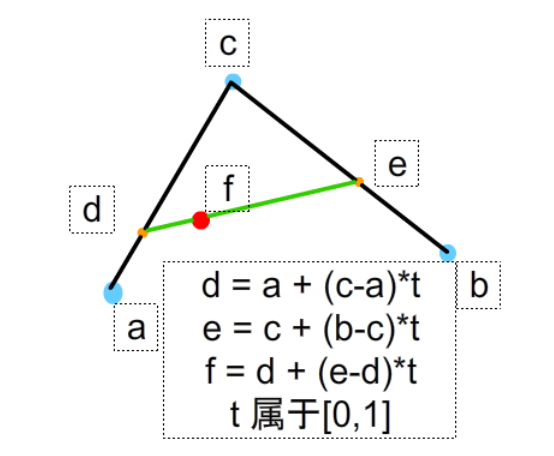 c
e
f
d
b
a
d = a + (c-a)*t
e = c + (b-c)*t
f = d + (e-d)*t
t 属于[0,1]